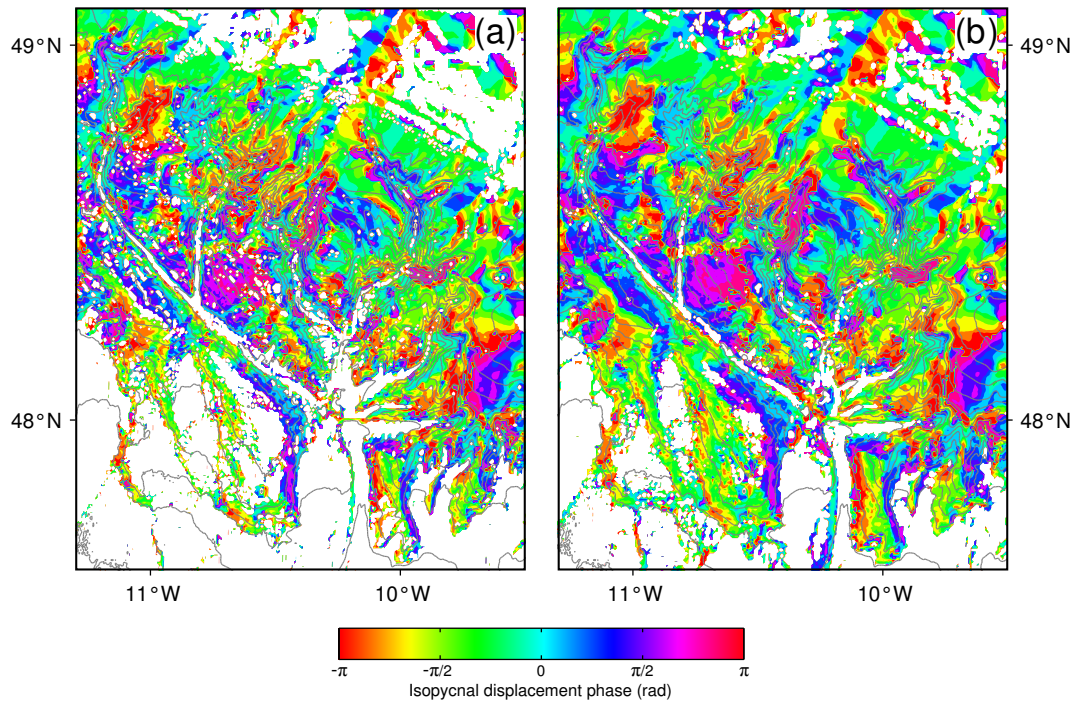 (a)
(b)
49°N
49°N
48°N
48°N
11°W
10°W
11°W
10°W
-π
-π/2
0
π/2
π
Isopycnal displacement phase (rad)